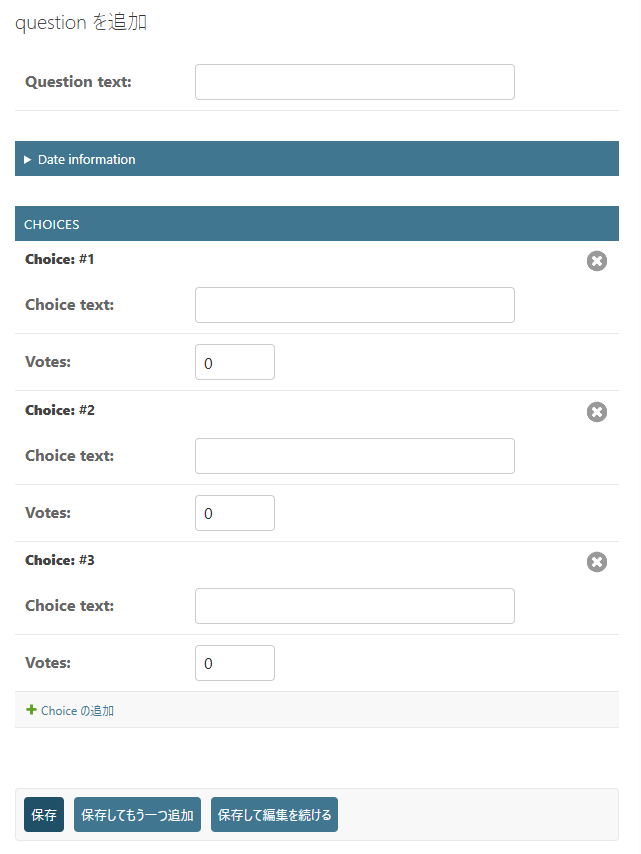 question を追加
Question text:
Date information
CHOICES
Choice: #1
Choice text:
Votes: 0
Choice: #2
Choice text:
Votes: 0
Choice: #3
Choice text:
Votes: 0
Choice の追加
保存 保存してもう一つ追加 保存して編集を続ける